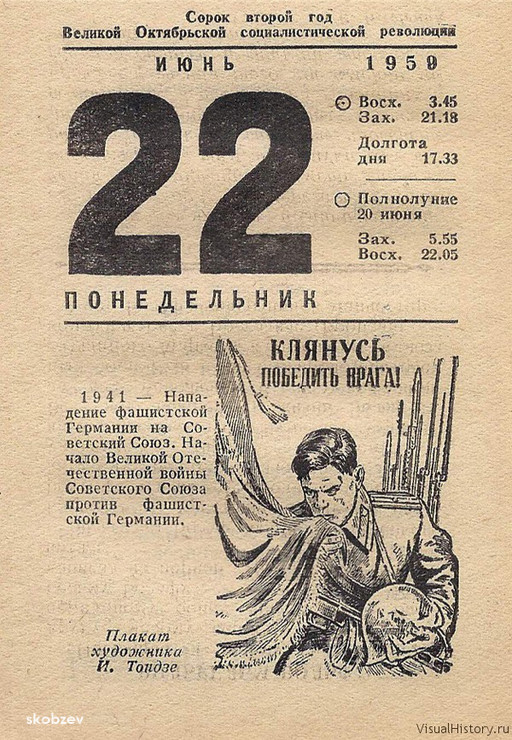 Сорок второй год
Великой Октябрьской социалистической революции
ИЮНЬ 1959
22
Восх. 3.45
Зах. 21.18
Долгота
дня 17.33
Полнолуние
20 июня
Зах. 5.55
Восх. 22.05
ПОНЕДЕЛЬНИК
КЛЯНУСЬ
ПОБЕДИТЬ ВРАГА!
1941 — Напа-
дение фашистской
Германии на Со-
ветский Союз. На-
чало Великой Оте-
чественной войны
Советского Союза
против фашист-
ской Германии.
Плакат
художника
И. Тоидзе
skobzev
VisualHistory.ru